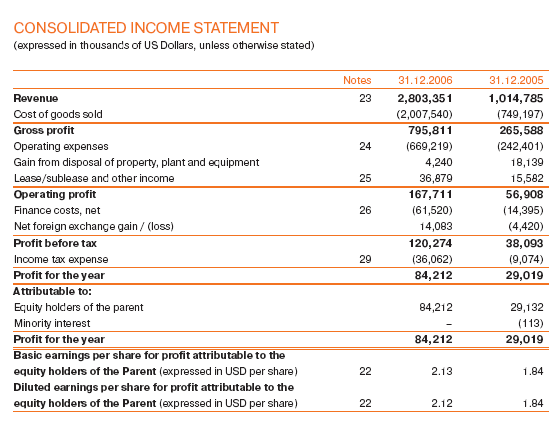 CONSOLIDATED INCOME STATEMENT
(expressed in thousands of US Dollars, unless otherwise stated)
Notes 31.12.2006 31.12.2005
Revenue 23 2,803,351 1,014,785
Cost of goods sold (2,007,540) (749,197)
Gross profit 795,811 265,588
Operating expenses 24 (669,219) (242,401)
Gain from disposal of property, plant and equipment 4,240 18,139
Lease/sublease and other income 25 36,879 15,582
Operating profit 167,711 56,908
Finance costs, net 26 (61,520) (14,395)
Net foreign exchange gain / (loss) 14,083 (4,420)
Profit before tax 120,274 38,093
Income tax expense 29 (36,062) (9,074)
Profit for the year 84,212 29,019
Attributable to:
Equity holders of the parent 84,212 29,132
Minority interest – (113)
Profit for the year 84,212 29,019
Basic earnings per share for profit attributable to the
equity holders of the Parent (expressed in USD per share) 22 2.13 1.84
Diluted earnings per share for profit attributable to the
equity holders of the Parent (expressed in USD per share) 22 2.12 1.84